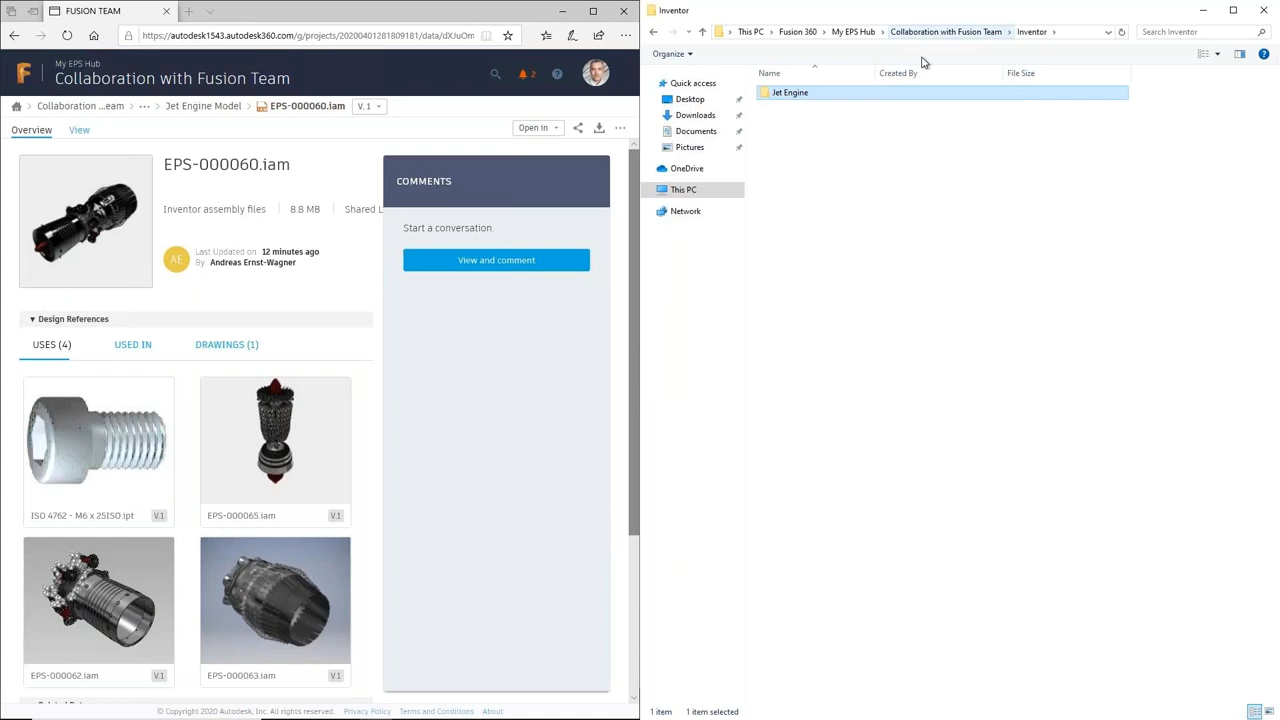 FUSION TEAM
https://autodesk1543.autodesk360.com/g/projects/20200401281809181/data/dXJuOm
My EPS Hub
Collaboration with Fusion Team
2
Collaboration ...eam
Jet Engine Model
EPS-000060.iam
V. 1
Overview
View
Open in
EPS-000060.iam
Inventor assembly files
8.8 MB
Shared L
AE
Last Updated on 12 minutes ago
By Andreas Ernst-Wagner
COMMENTS
Start a conversation.
View and comment
Design References
USES (4)
USED IN
DRAWINGS (1)
ISO 4762 - M6 x 25ISO.ipt
V.1
EPS-000065.iam
V.1
EPS-000062.iam
V.1
EPS-000063.iam
V.1
© Copyright 2020 Autodesk, Inc. All rights reserved.
Privacy Policy
Terms and Conditions
About
Inventor
This PC
Fusion 360
My EPS Hub
Collaboration with Fusion Team
Inventor
Search Inventor
Organize
Name
Created By
File Size
Quick access
Desktop
Downloads
Documents
Pictures
OneDrive
This PC
Network
Jet Engine
1 item
1 item selected